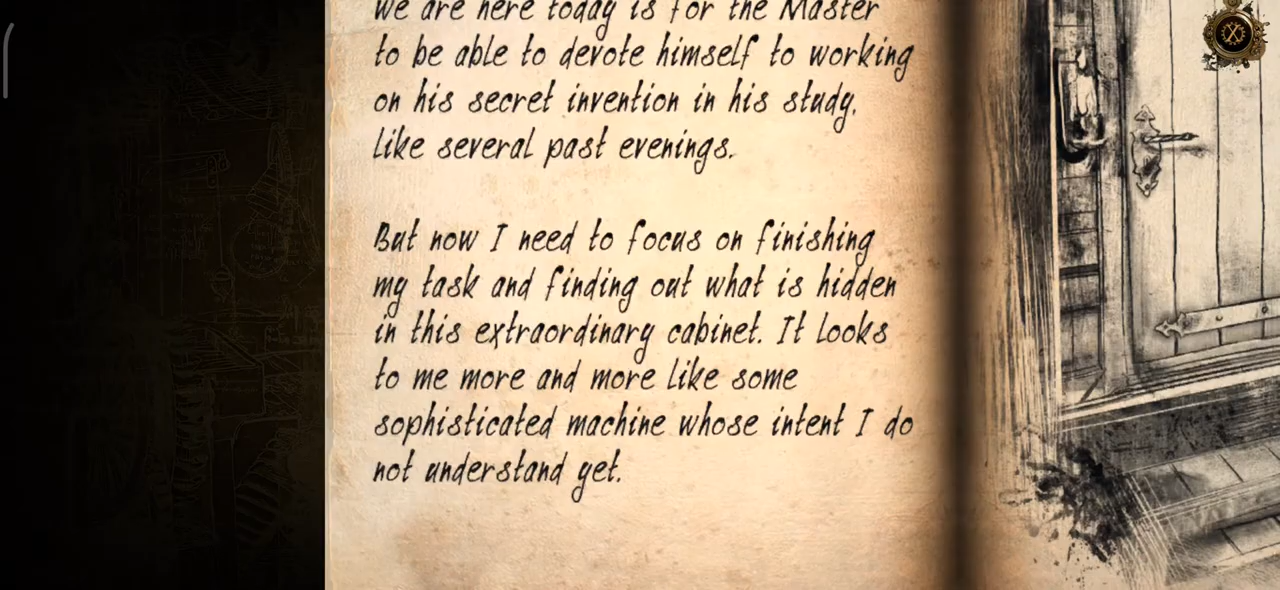 we are here today is for the Master
to be able to devote himself to working
on his secret invention in his study,
like several past evenings.
But now I need to focus on finishing
my task and finding out what is hidden
in this extraordinary cabinet. It looks
to me more and more like some
sophisticated machine whose intent I do
not understand yet.